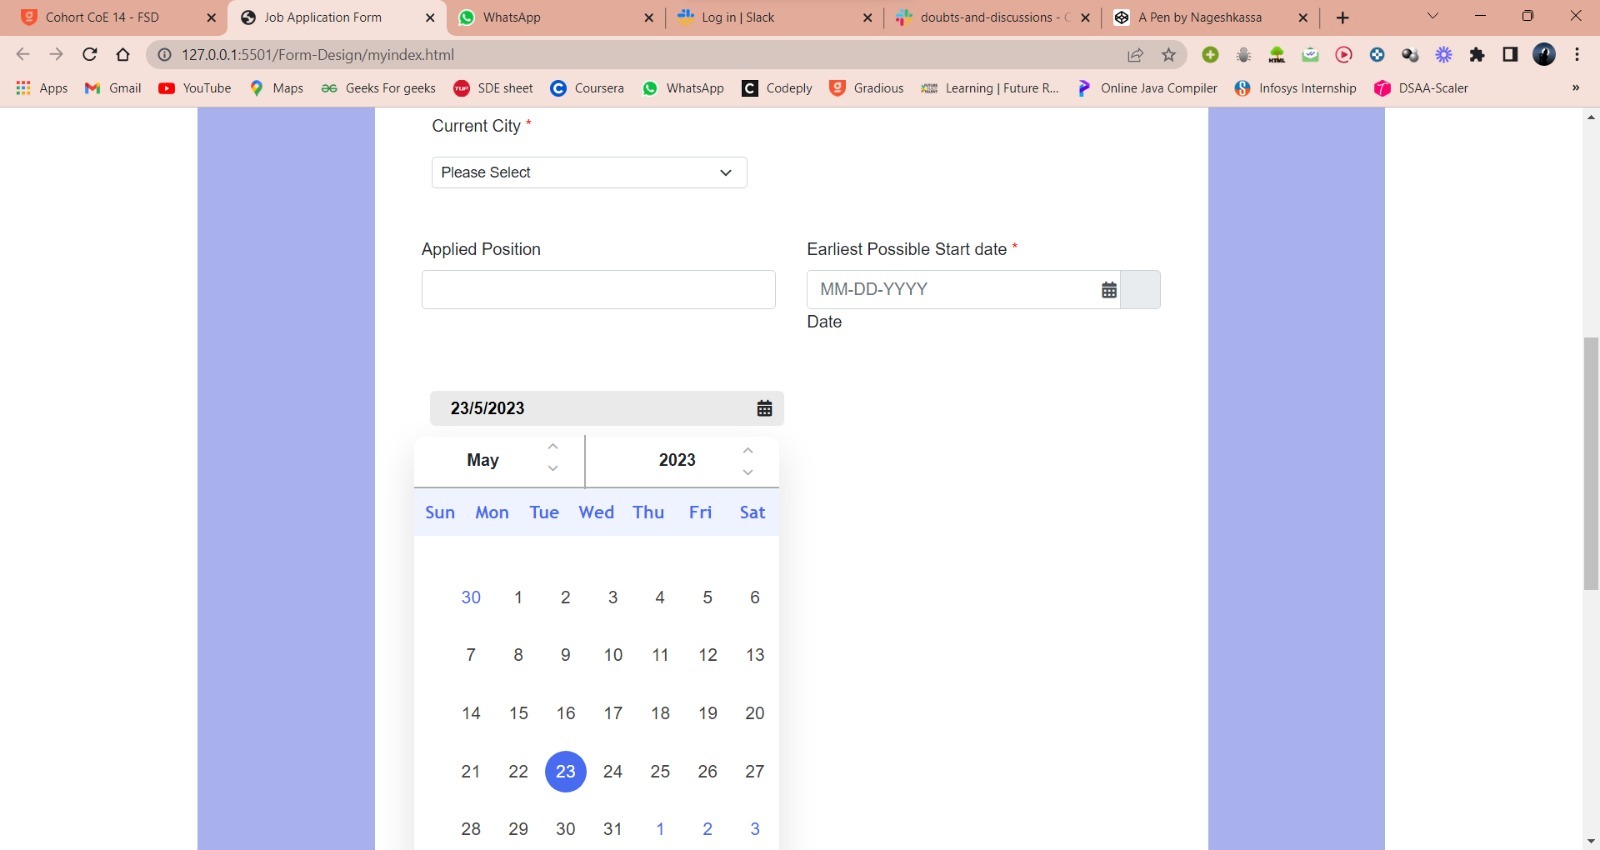 Cohort CoE 14 - FSD
Job Application Form
WhatsApp
Log in | Slack
doubts-and-discussions - C
A Pen by Nageshkassa
127.0.0.1:5501/Form-Design/myindex.html
Apps
Gmail
YouTube
Maps
Geeks For geeks
SDE sheet
Coursera
WhatsApp
Codeply
Gradious
Learning | Future R...
Online Java Compiler
Infosys Internship
DSAA-Scaler
»
Current City *
Please Select
Applied Position
Earliest Possible Start date *
MM-DD-YYYY
Date
23/5/2023
May 2023
Sun Mon Tue Wed Thu Fri Sat
30 1 2 3 4 5 6
7 8 9 10 11 12 13
14 15 16 17 18 19 20
21 22 23 24 25 26 27
28 29 30 31 1 2 3